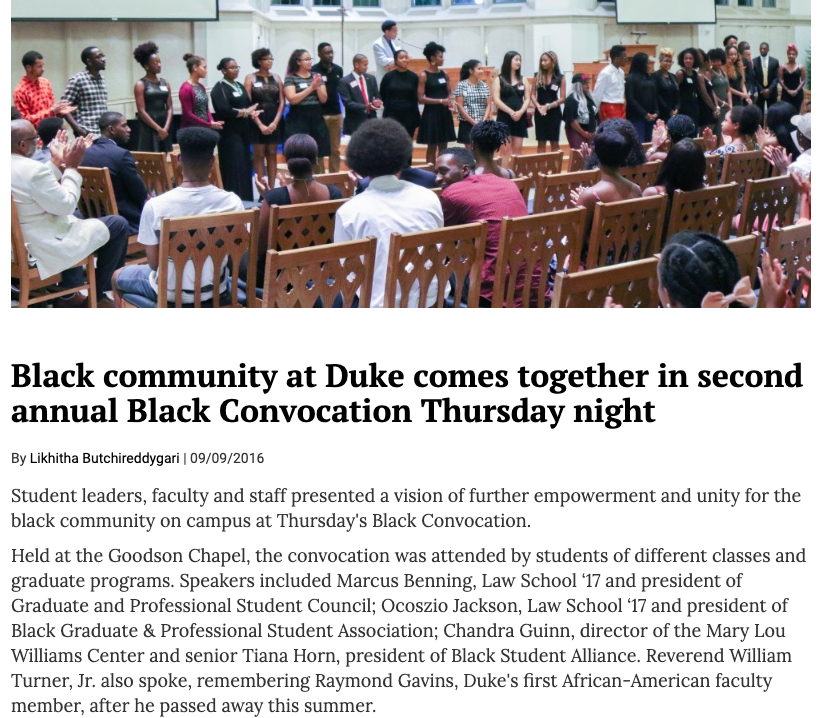 Black community at Duke comes together in second
annual Black Convocation Thursday night
By Likhitha Butchireddygari | 09/09/2016
Student leaders, faculty and staff presented a vision of further empowerment and unity for the
black community on campus at Thursday's Black Convocation.
Held at the Goodson Chapel, the convocation was attended by students of different classes and
graduate programs. Speakers included Marcus Benning, Law School ‘17 and president of
Graduate and Professional Student Council; Ocoszio Jackson, Law School ‘17 and president of
Black Graduate & Professional Student Association; Chandra Guinn, director of the Mary Lou
Williams Center and senior Tiana Horn, president of Black Student Alliance. Reverend William
Turner, Jr. also spoke, remembering Raymond Gavins, Duke's first African-American faculty
member, after he passed away this summer.